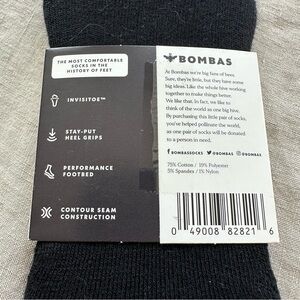 THE MOST COMFORTABLE
SOCKS IN THE
HISTORY OF FEET
INVISITOE™
STAY-PUT
HEEL GRIPS
PERFORMANCE
FOOTBED
CONTOUR SEAM
CONSTRUCTION
BOMBAS
At Bombas we're big fans of bees.
Sure, they're little, but they have some
big ideas. Like the whole hive working
together to make things better.
We like that. In fact, we like to
think of the world as one big hive.
By purchasing this little pair of socks,
you've helped pollinate the world,
as one pair of socks will be donated
to a person in need.
BOMBASSOCKS @BOMBAS @BOMBAS
75% Cotton / 19% Polyester
5% Spandex / 1% Nylon
0 49008 82821 6